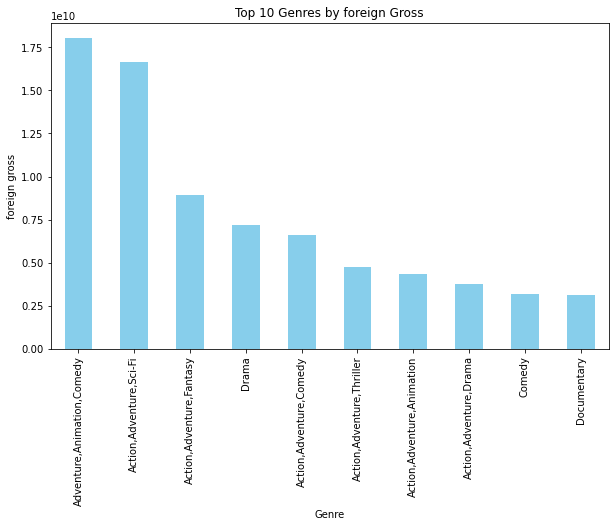 Top 10 Genres by foreign Gross
1e10
1.75
1.50
1.25
1.00
0.75
0.50
0.25
0.00
foreign gross
Adventure,Animation,Comedy
Action,Adventure,Sci-Fi
Action,Adventure,Fantasy
Drama
Action,Adventure,Comedy
Action,Adventure,Thriller
Action,Adventure,Animation
Action,Adventure,Drama
Comedy
Documentary
Genre